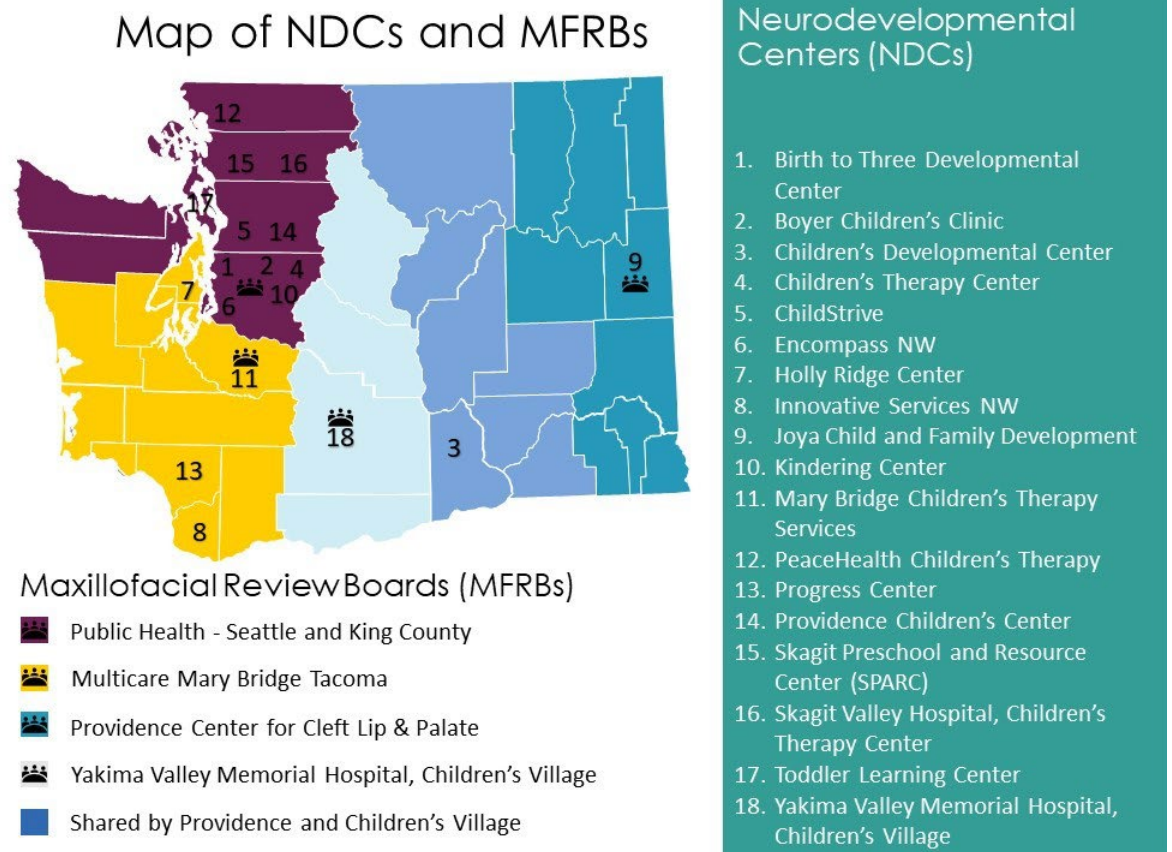 Map of NDCs and MFRBs
12
15 16
17
5 14
1 2 4
7 10
6
9
11
18
3
13
8
Maxillofacial Review Boards (MFRBs)
Public Health - Seattle and King County
Multicare Mary Bridge Tacoma
Providence Center for Cleft Lip & Palate
Yakima Valley Memorial Hospital, Children's Village
Shared by Providence and Children's Village
Neurodevelopmental
Centers (NDCs)
1. Birth to Three Developmental
Center
2. Boyer Children's Clinic
3. Children's Developmental Center
4. Children's Therapy Center
5. ChildStrive
6. Encompass NW
7. Holly Ridge Center
8. Innovative Services NW
9. Joya Child and Family Development
10. Kindering Center
11. Mary Bridge Children's Therapy
Services
12. PeaceHealth Children's Therapy
13. Progress Center
14. Providence Children's Center
15. Skagit Preschool and Resource
Center (SPARC)
16. Skagit Valley Hospital, Children's
Therapy Center
17. Toddler Learning Center
18. Yakima Valley Memorial Hospital,
Children's Village